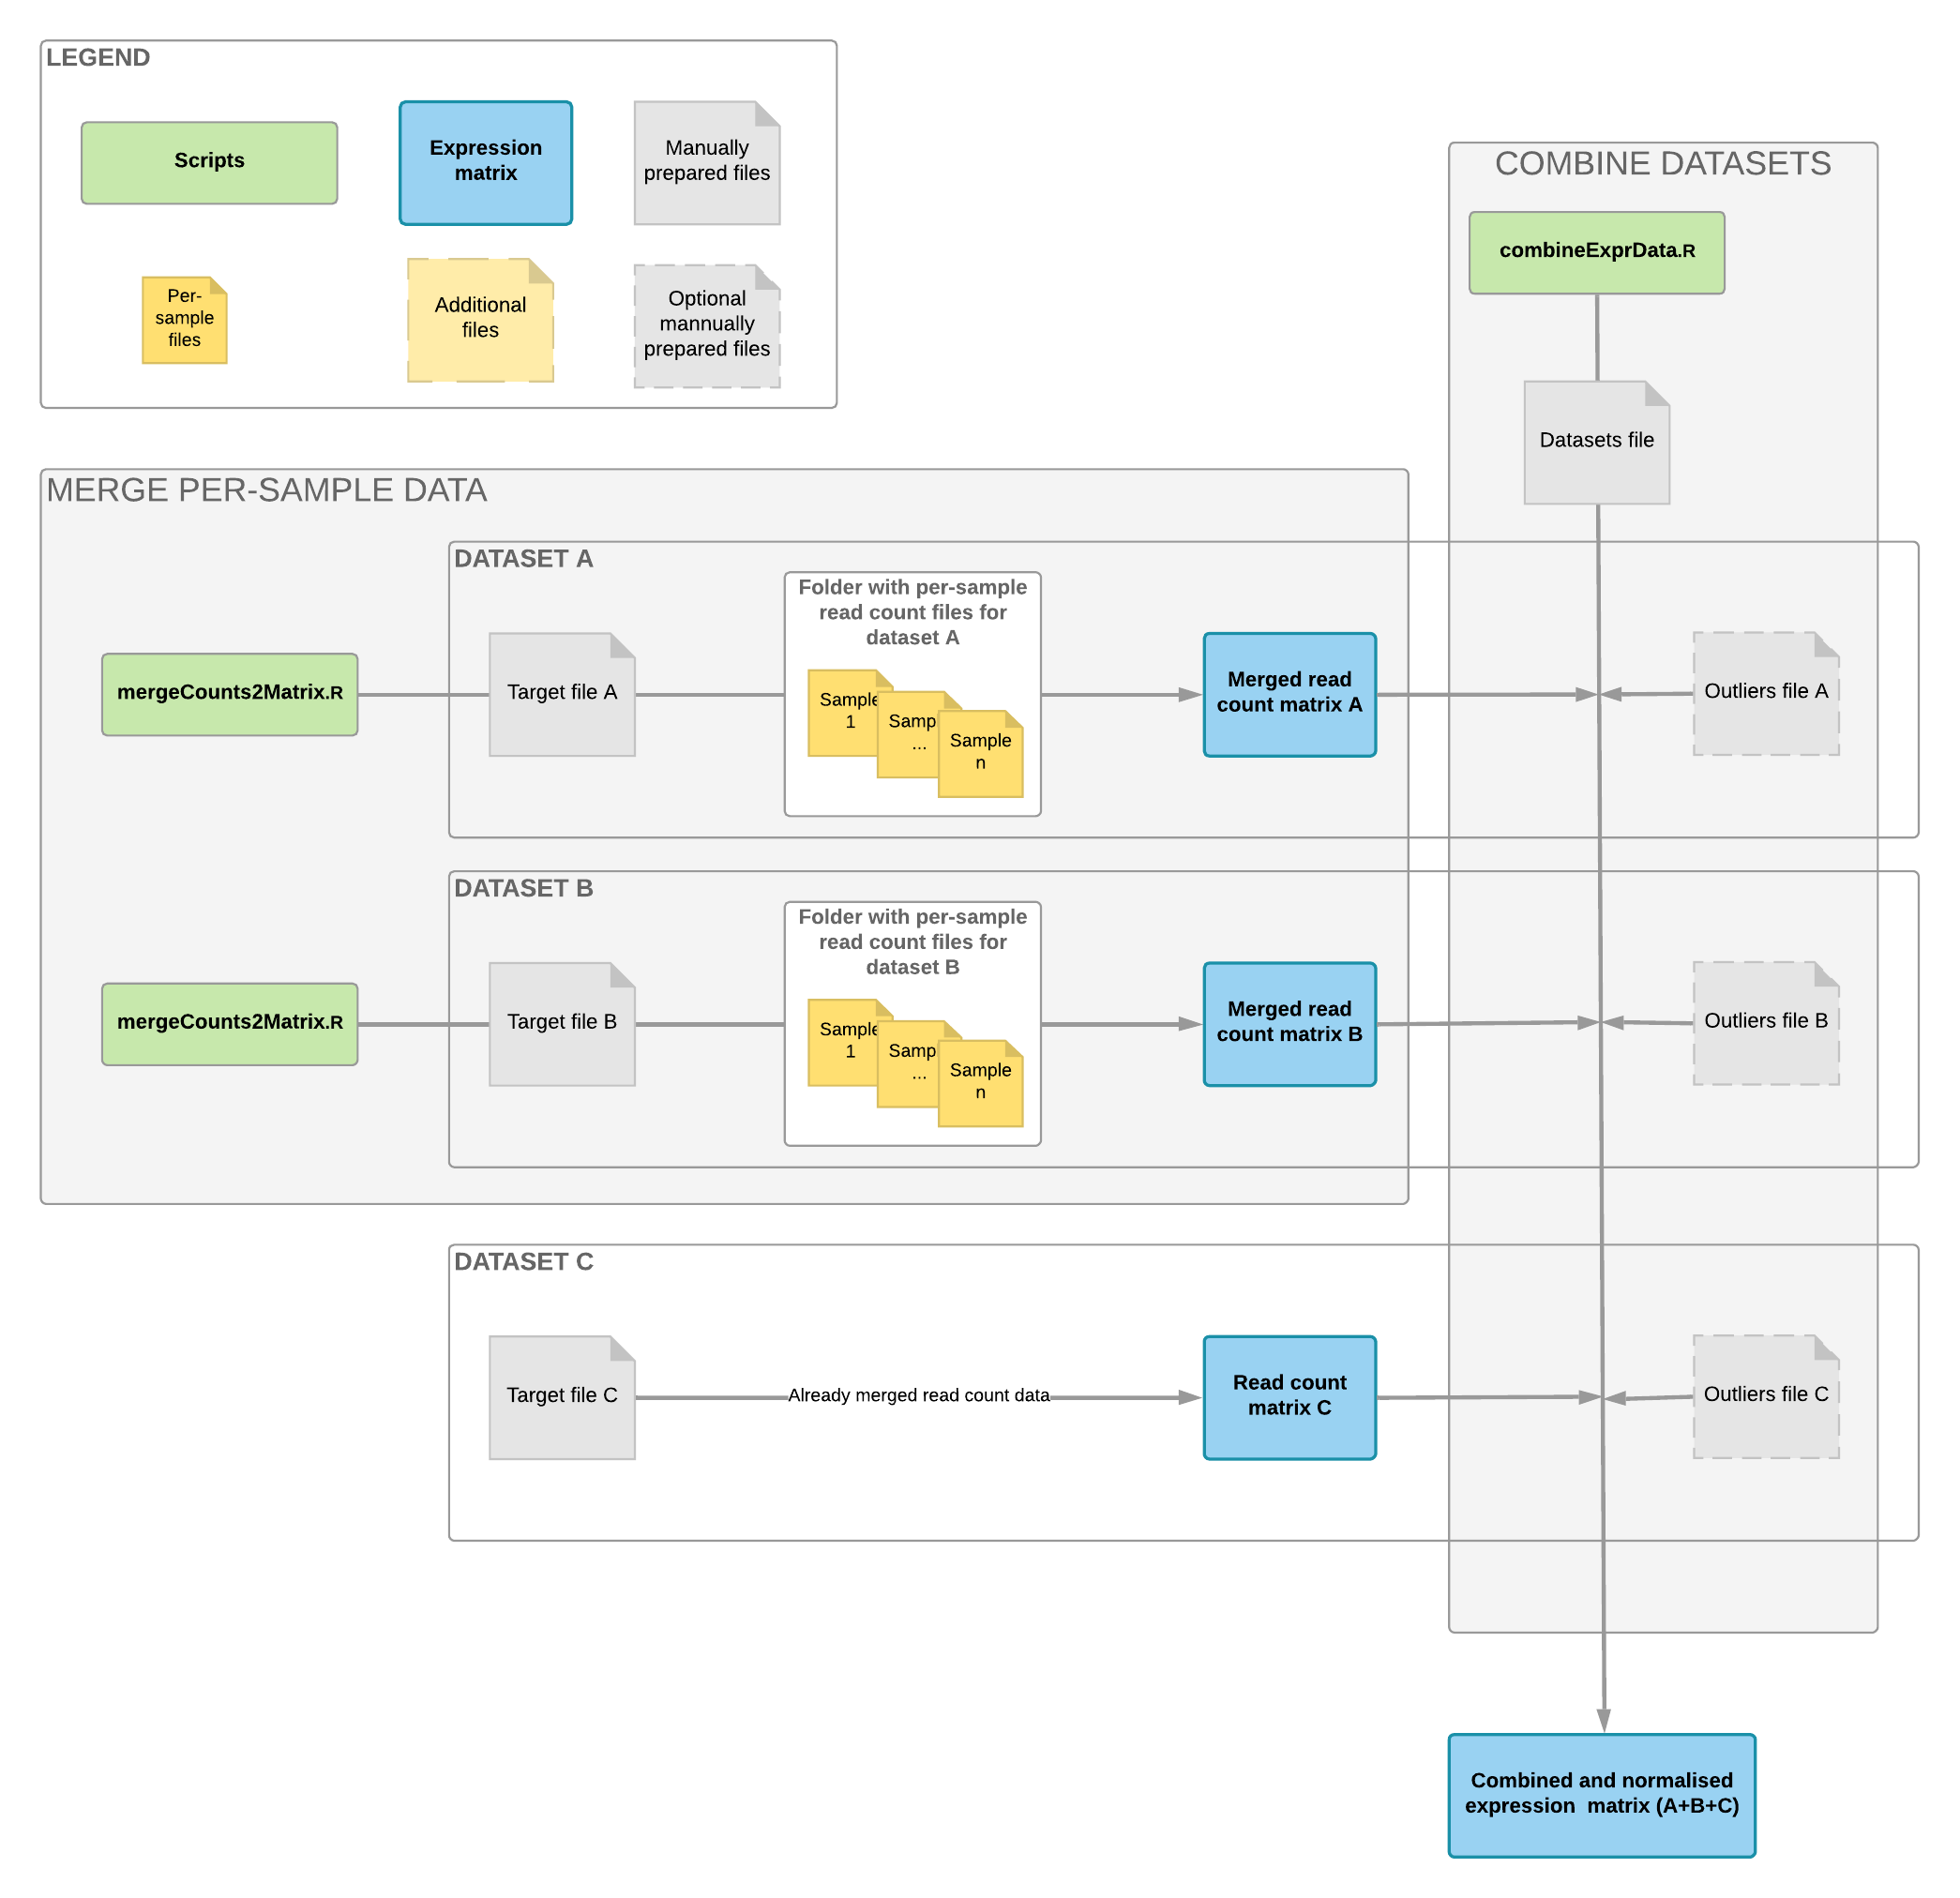 LEGEND
Scripts
Expression
matrix
Manually
prepared files
Per-
sample
files
Additional
files
Optional
mannually
prepared files
COMBINE DATASETS
combineExprData.R
Datasets file
MERGE PER-SAMPLE DATA
DATASET A
mergeCounts2Matrix.R
Target file A
Folder with per-sample
read count files for
dataset A
Sample
1
Samp
...
Sample
n
Merged read
count matrix A
Outliers file A
DATASET B
mergeCounts2Matrix.R
Target file B
Folder with per-sample
read count files for
dataset B
Sample
1
Samp
...
Sample
n
Merged read
count matrix B
Outliers file B
DATASET C
Target file C
Already merged read count data
Read count
matrix C
Outliers file C
Combined and normalised
expression matrix (A+B+C)